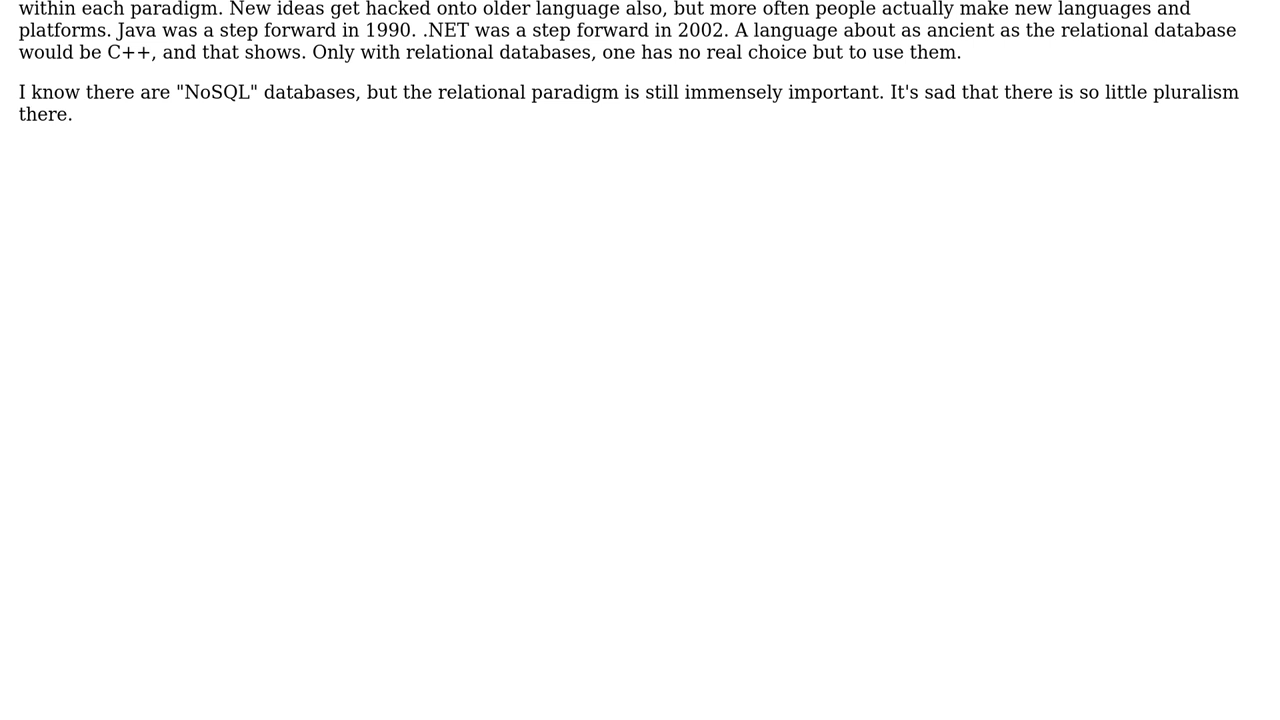 within each paradigm. New ideas get hacked onto older language also, but more often people actually make new languages and
platforms. Java was a step forward in 1990. .NET was a step forward in 2002. A language about as ancient as the relational database
would be C++, and that shows. Only with relational databases, one has no real choice but to use them.
I know there are "NoSQL" databases, but the relational paradigm is still immensely important. It's sad that there is so little pluralism
there.